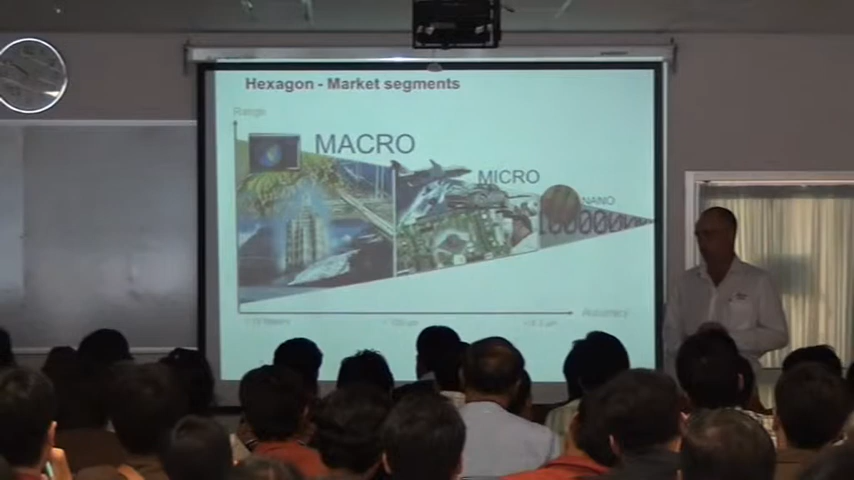 Hexagon - Market segments
Range
MACRO
MICRO
NANO
Accuracy